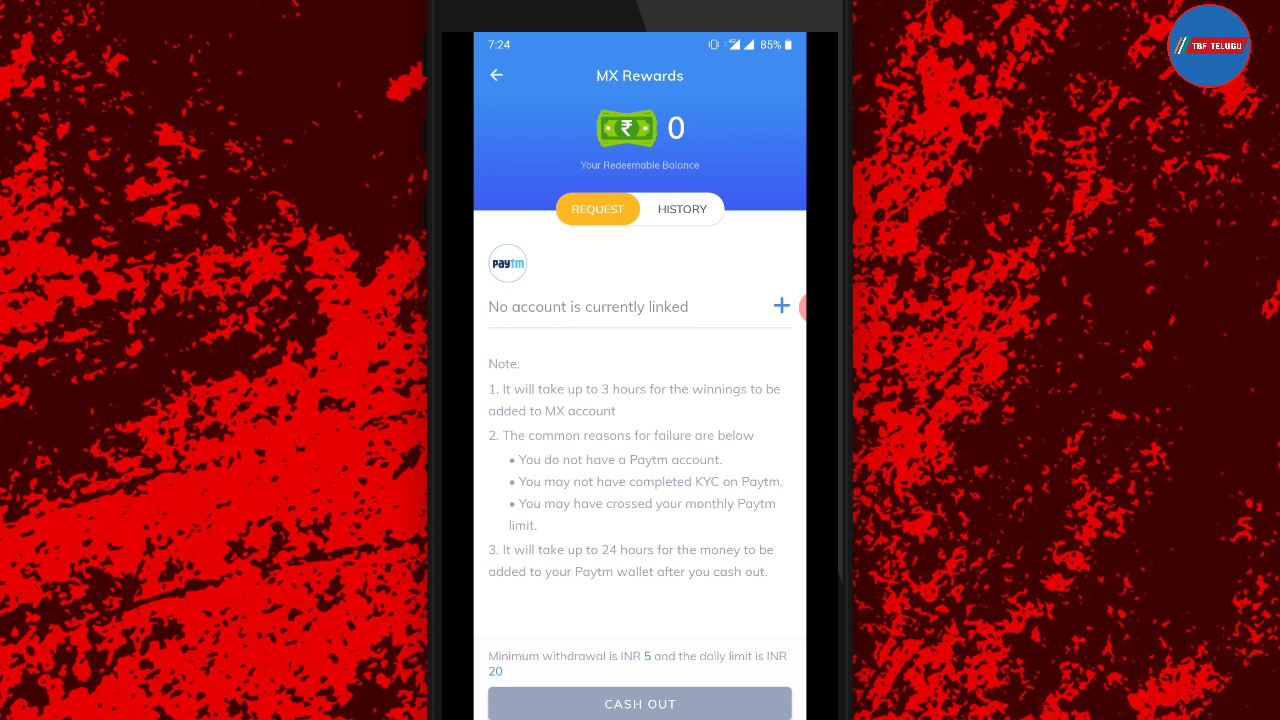 TBF TELUGU
7:24
4G
85%
MX Rewards
₹ 0
Your Redeemable Balance
REQUEST HISTORY
paytm
No account is currently linked +
Note:
1. It will take up to 3 hours for the winnings to be
added to MX account
2. The common reasons for failure are below
• You do not have a Paytm account.
• You may not have completed KYC on Paytm.
• You may have crossed your monthly Paytm
limit.
3. It will take up to 24 hours for the money to be
added to your Paytm wallet after you cash out.
Minimum withdrawal is INR 5 and the daily limit is INR
20
CASH OUT